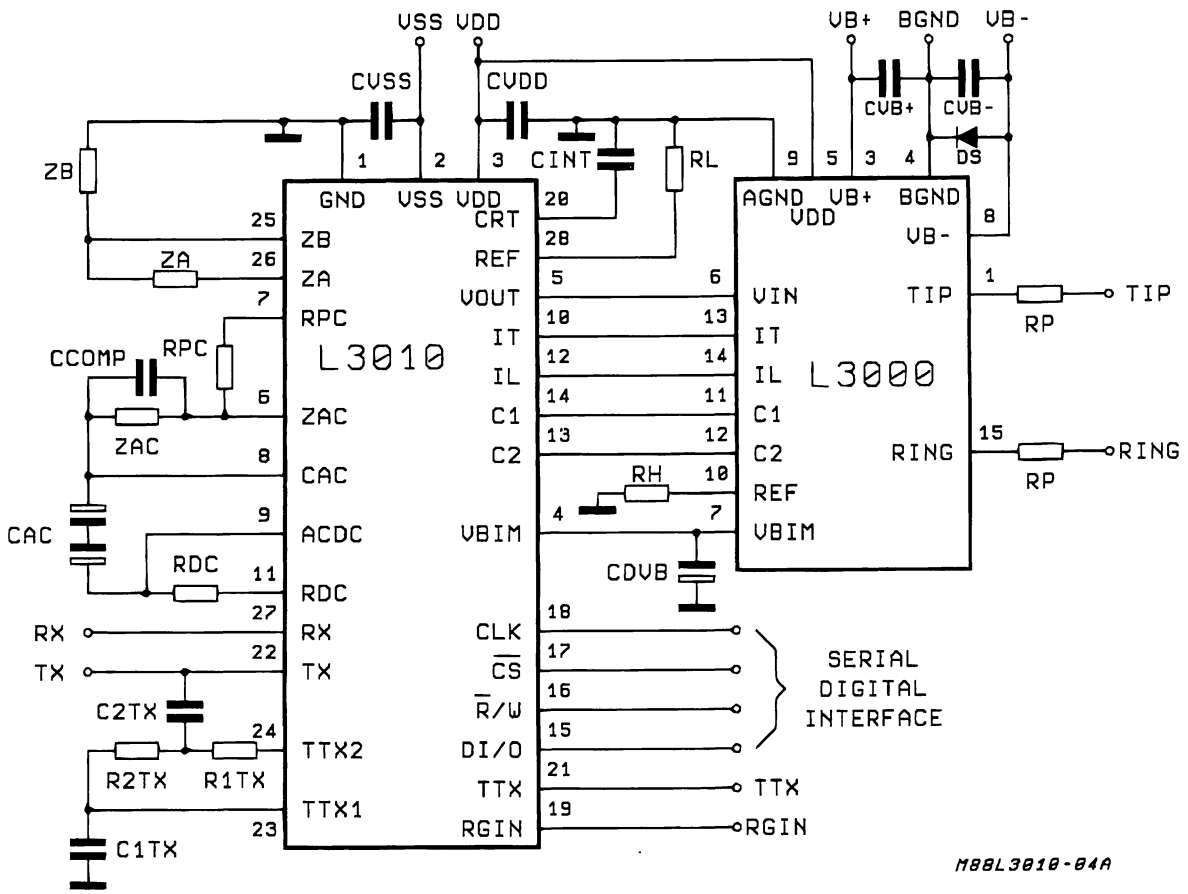 VSS VDD
VB+ BGND VB-
CVSS CVDD
CVB+ CVB-
DS
ZB
1 2 3
CINT RL
9 5 3 4
GND VSS VDD
20
CRT
AGND VDD VB+ BGND
25
ZB
28
REF
VB- 8
ZA 26
ZA
5
VOUT
6
VIN
TIP 1
RP
TIP
7
RPC
RPC
10
IT
13
IT
CCOMP
L3010
12
IL
14
IL
L3000
6
ZAC
ZAC
14
C1
11
C1
13
C2
12
C2
RING 15
RP
RING
8
CAC
RH
10
REF
CAC
9
ACDC
4
VBIM
7
VBIM
RDC
11
RDC
CDVB
RX
27
RX
18
CLK
TX
22
TX
17
C̅S̅
SERIAL
DIGITAL
INTERFACE
C2TX
16
R̅/W
R2TX R1TX
24
TTX2
15
DI/O
21
TTX
TTX
TTX1
23
19
RGIN
RGIN
C1TX
M88L3010-04A